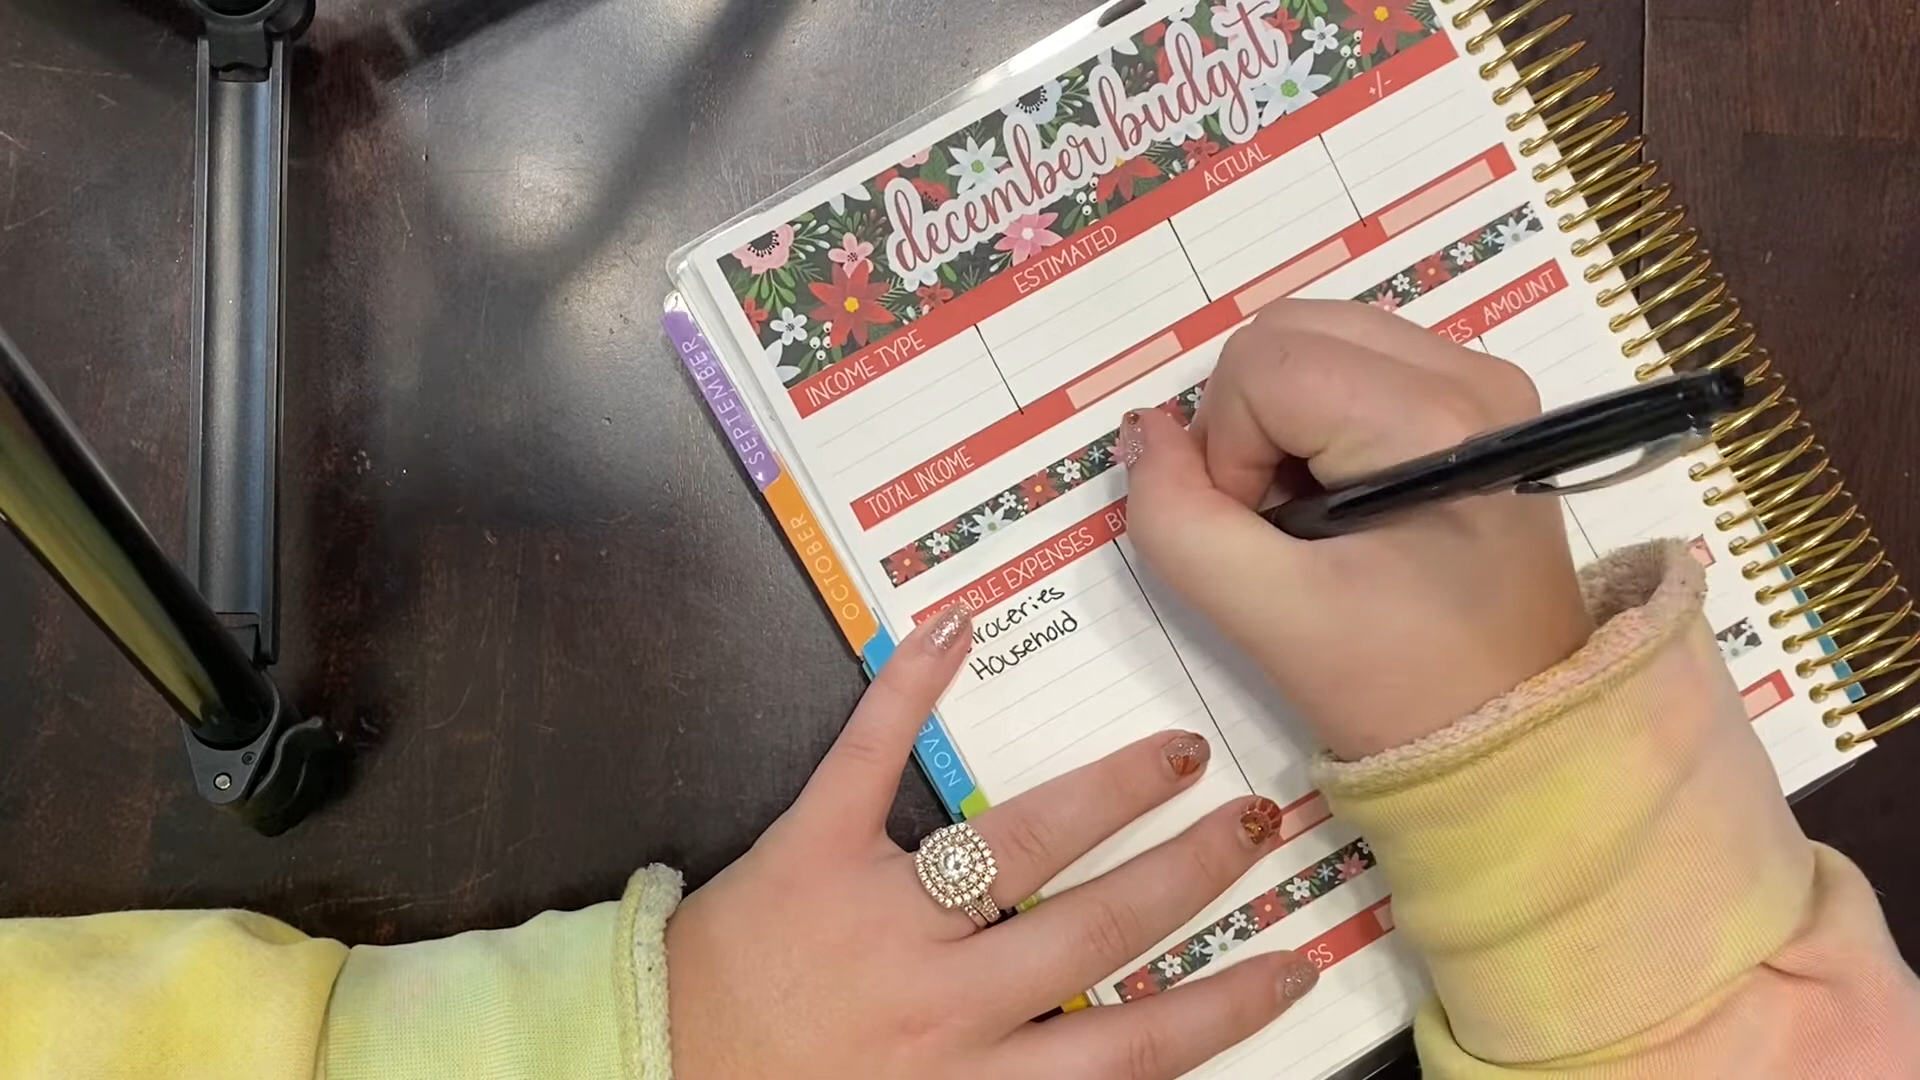 december budget
INCOME TYPE ESTIMATED ACTUAL +/-
TOTAL INCOME
EXPENSES AMOUNT
Groceries
Household
SEPTEMBER
OCTOBER